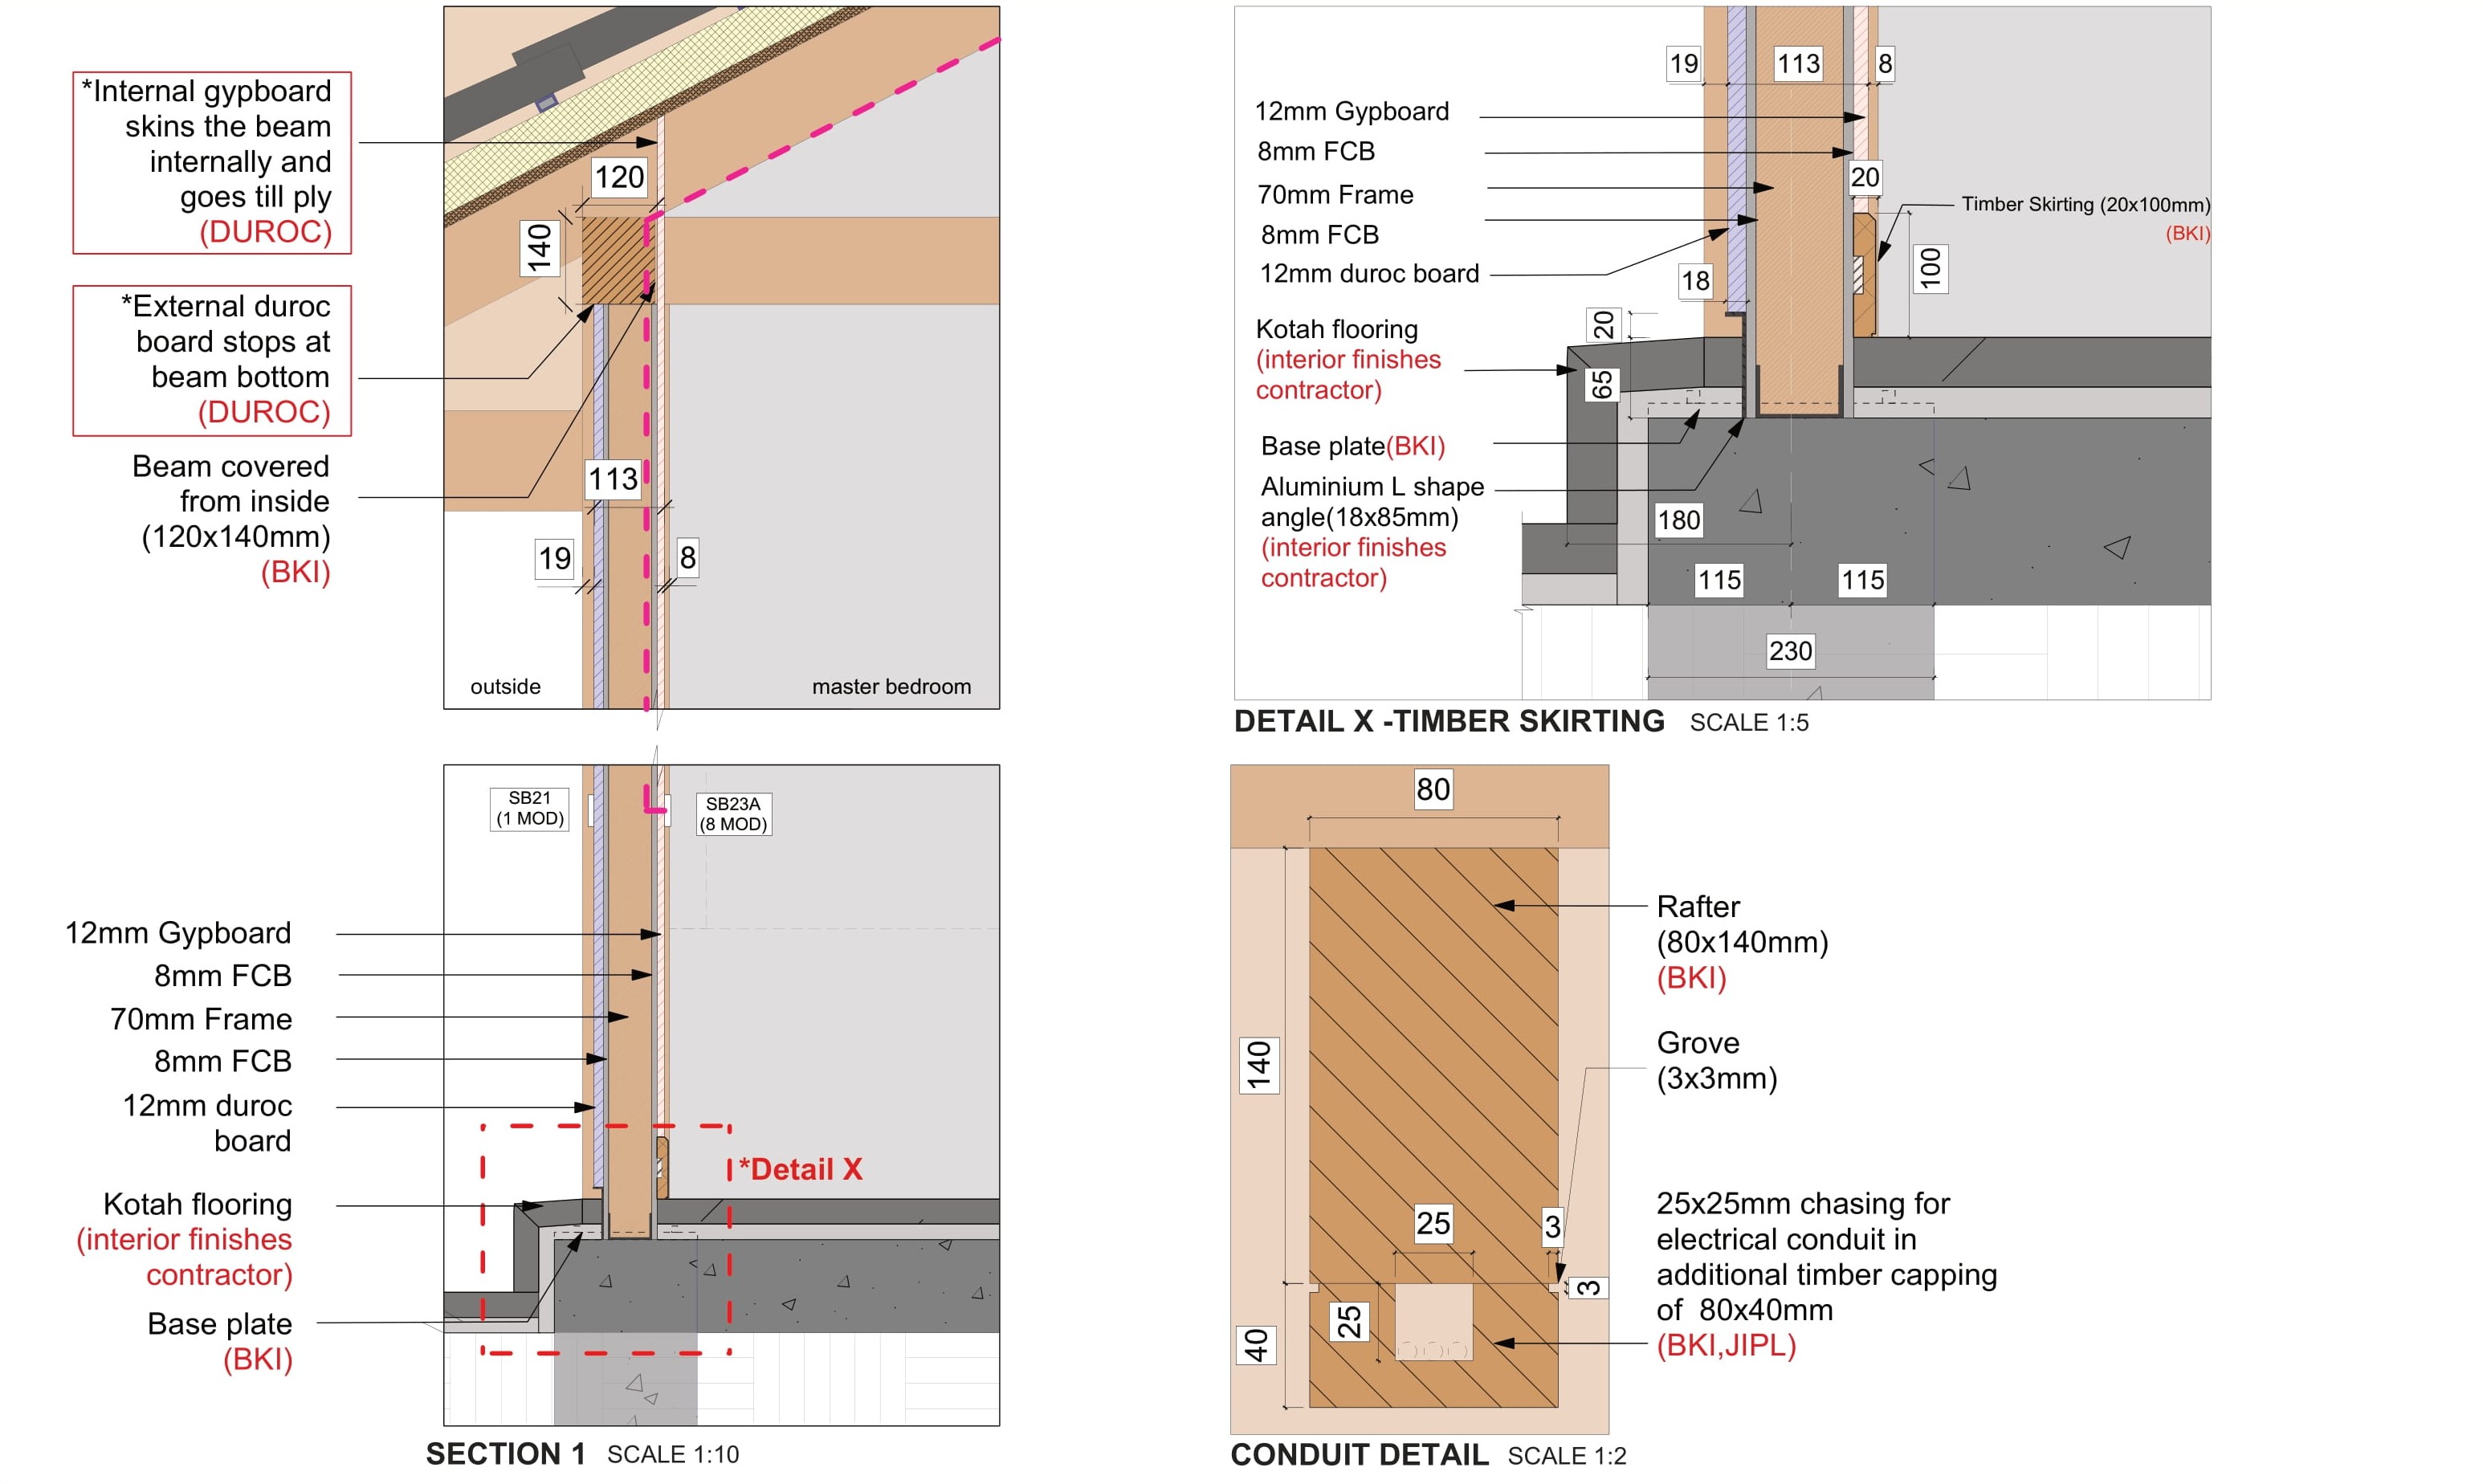 *Internal gypboard
skins the beam
internally and
goes till ply
(DUROC)
*External duroc
board stops at
beam bottom
(DUROC)
Beam covered
from inside
(120x140mm)
(BKI)
120
140
113
19
8
outside
master bedroom
SB21
(1 MOD)
SB23A
(8 MOD)
12mm Gypboard
8mm FCB
70mm Frame
8mm FCB
12mm duroc
board
*Detail X
Kotah flooring
(interior finishes
contractor)
Base plate
(BKI)
SECTION 1 SCALE 1:10
19
113
8
12mm Gypboard
8mm FCB
70mm Frame
8mm FCB
12mm duroc board
20
Timber Skirting (20x100mm)
(BKI)
100
18
20
65
Kotah flooring
(interior finishes
contractor)
Base plate(BKI)
Aluminium L shape
angle(18x85mm)
(interior finishes
contractor)
180
115
115
230
DETAIL X -TIMBER SKIRTING SCALE 1:5
80
140
Rafter
(80x140mm)
(BKI)
Grove
(3x3mm)
25
3
3
25
40
25x25mm chasing for
electrical conduit in
additional timber capping
of 80x40mm
(BKI,JIPL)
CONDUIT DETAIL SCALE 1:2